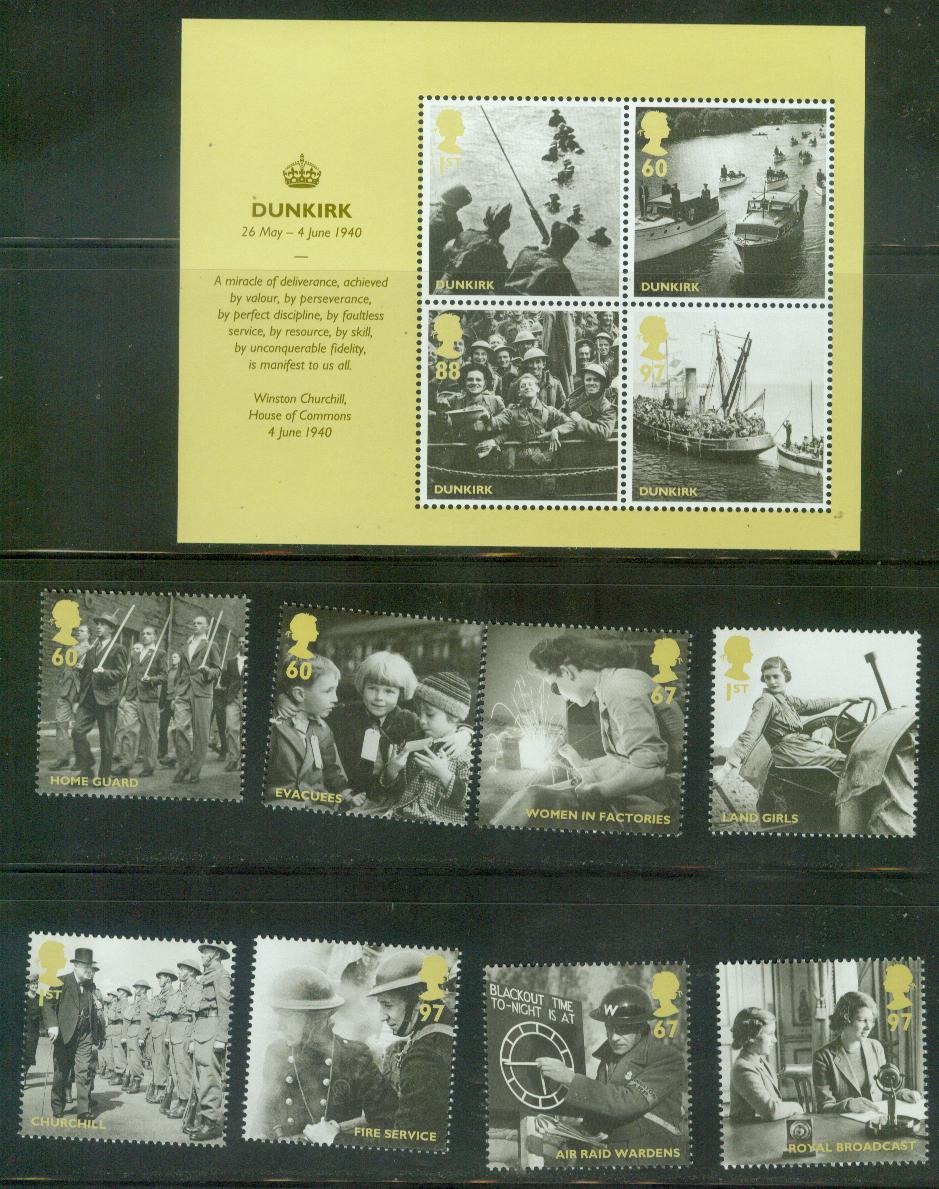 DUNKIRK
26 May – 4 June 1940
A miracle of deliverance, achieved
by valour, by perseverance,
by perfect discipline, by faultless
service, by resource, by skill,
by unconquerable fidelity,
is manifest to us all.
Winston Churchill,
House of Commons
4 June 1940
1ST
DUNKIRK
60
DUNKIRK
88
DUNKIRK
97
DUNKIRK
60
HOME GUARD
60
EVACUEES
67
WOMEN IN FACTORIES
1ST
LAND GIRLS
1ST
CHURCHILL
97
FIRE SERVICE
BLACKOUT TIME
TO-NIGHT IS AT
W
67
AIR RAID WARDENS
97
ROYAL BROADCAST